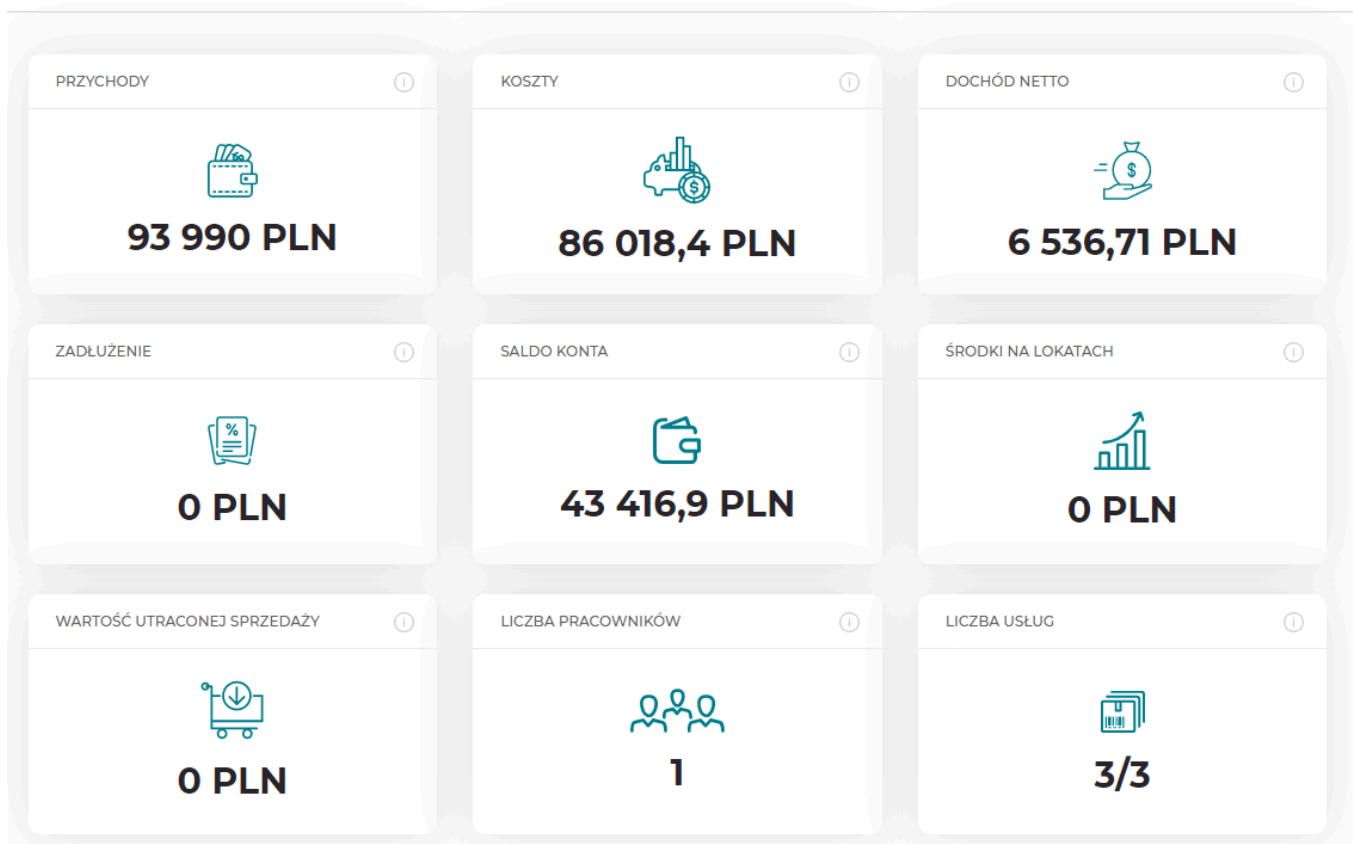 PRZYCHODY
93 990 PLN
KOSZTY
86 018,4 PLN
DOCHÓD NETTO
6 536,71 PLN
ZADŁUŻENIE
0 PLN
SALDO KONTA
43 416,9 PLN
ŚRODKI NA LOKATACH
0 PLN
WARTOŚĆ UTRACONEJ SPRZEDAŻY
0 PLN
LICZBA PRACOWNIKÓW
1
LICZBA USŁUG
3/3